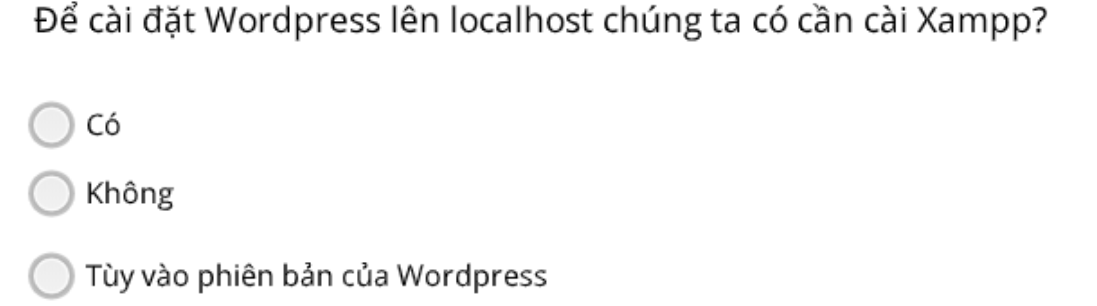 Để cài đặt Wordpress lên localhost chúng ta có cần cài Xampp?
Có
Không
Tùy vào phiên bản của Wordpress